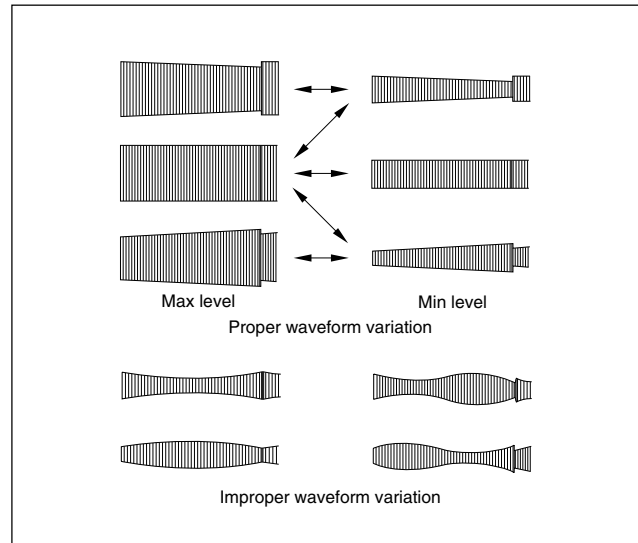 Max level
Min level
Proper waveform variation
Improper waveform variation